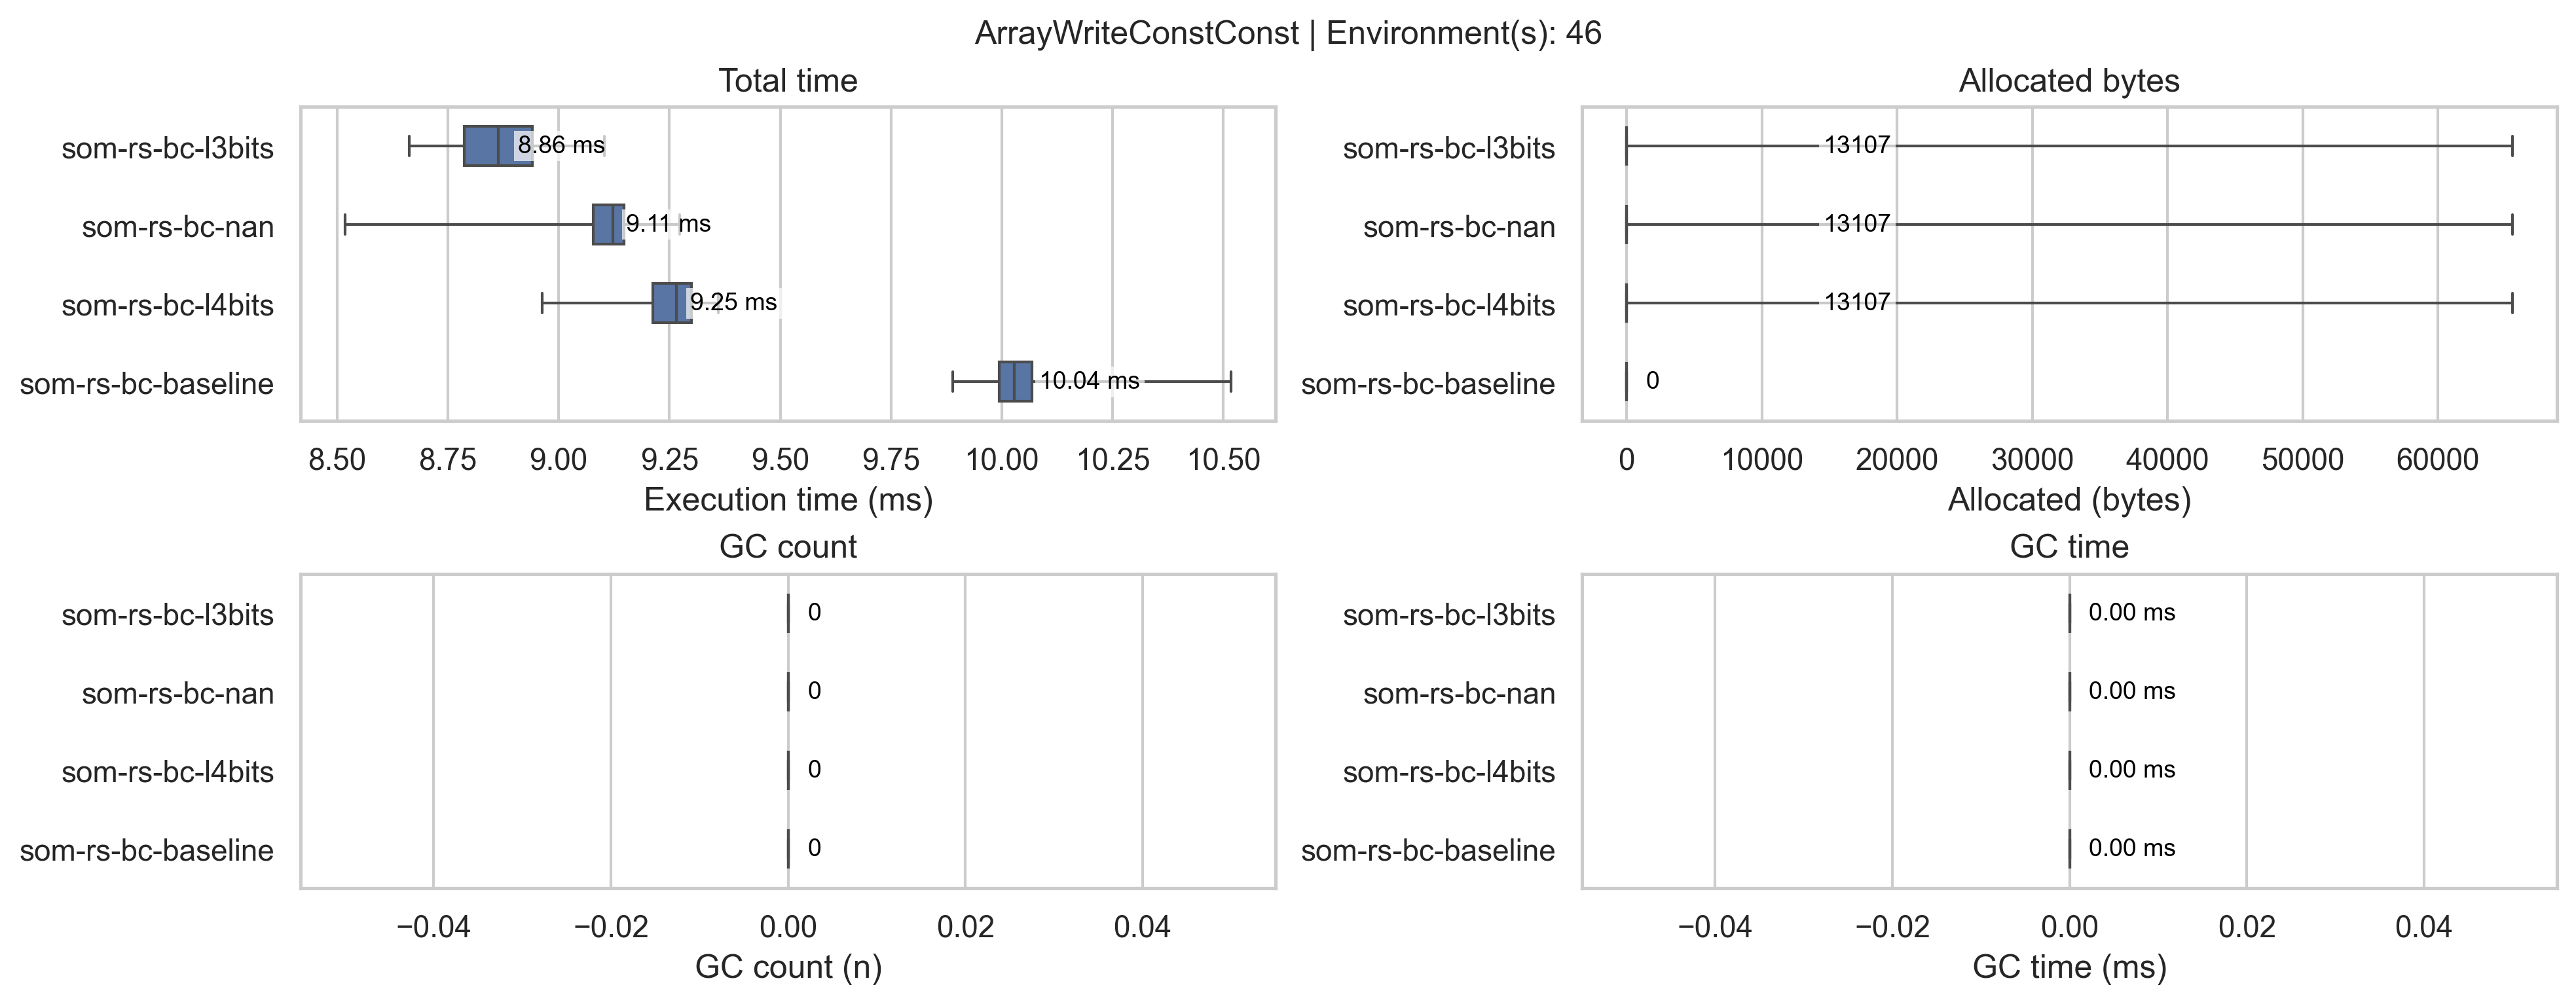 ArrayWriteConstConst | Environment(s): 46
Total time
som-rs-bc-l3bits
8.86 ms
som-rs-bc-nan
9.11 ms
som-rs-bc-l4bits
9.25 ms
som-rs-bc-baseline
10.04 ms
8.50 8.75 9.00 9.25 9.50 9.75 10.00 10.25 10.50
Execution time (ms)
Allocated bytes
som-rs-bc-l3bits
13107
som-rs-bc-nan
13107
som-rs-bc-l4bits
13107
som-rs-bc-baseline
0
0 10000 20000 30000 40000 50000 60000
Allocated (bytes)
GC count
som-rs-bc-l3bits
0
som-rs-bc-nan
0
som-rs-bc-l4bits
0
som-rs-bc-baseline
0
−0.04 −0.02 0.00 0.02 0.04
GC count (n)
GC time
som-rs-bc-l3bits
0.00 ms
som-rs-bc-nan
0.00 ms
som-rs-bc-l4bits
0.00 ms
som-rs-bc-baseline
0.00 ms
−0.04 −0.02 0.00 0.02 0.04
GC time (ms)